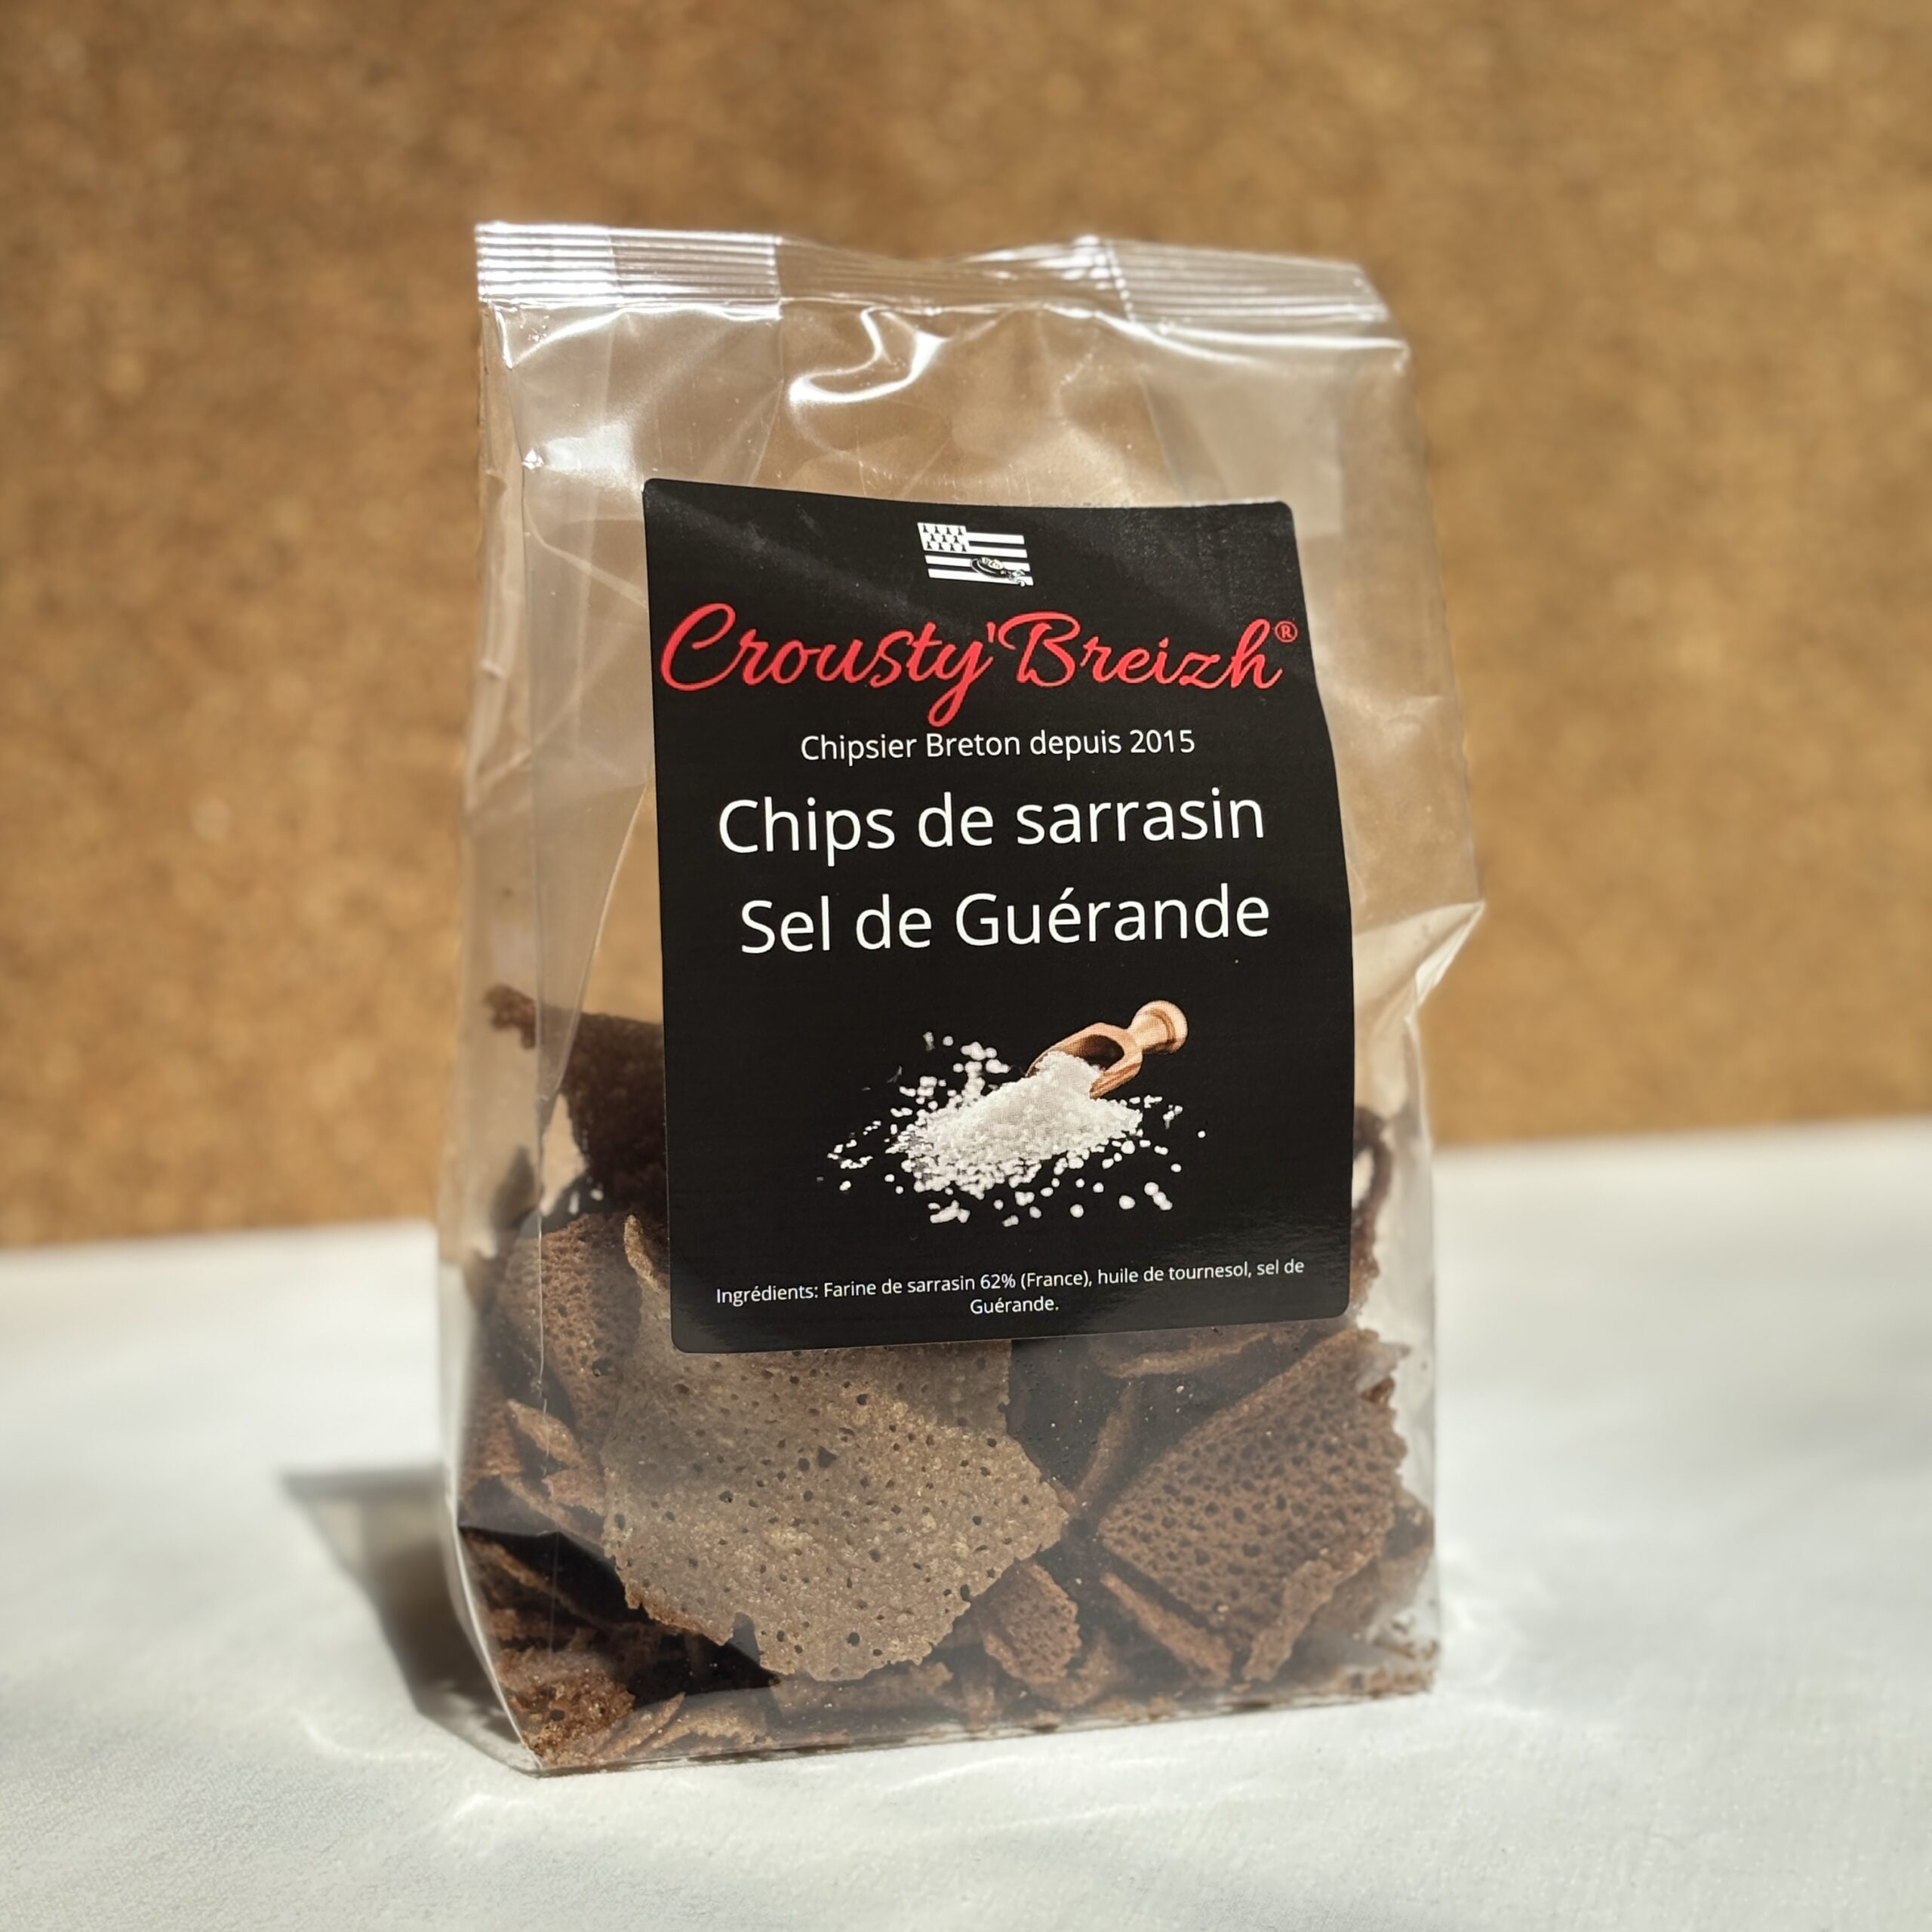 Crousty'Breizh®
Chipsier Breton depuis 2015
Chips de sarrasin
Sel de Guérande
Ingrédients: Farine de sarrasin 62% (France), huile de tournesol, sel de
Guérande.